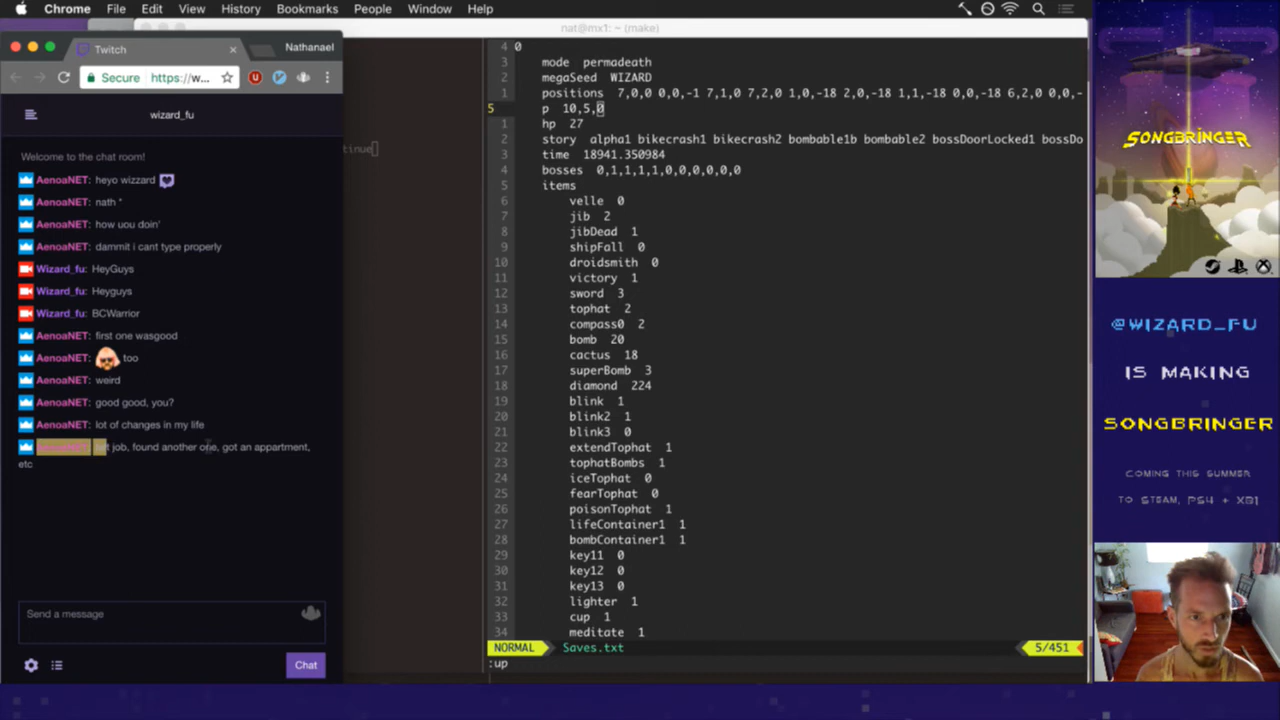 Chrome File Edit View History Bookmarks People Window Help
nat@mx1: ~ (make)
Twitch
Nathanael
Secure https://w...
wizard_fu
Welcome to the chat room!
AenoaNET: heyo wizzard
AenoaNET: nath *
AenoaNET: how uou doin'
AenoaNET: dammit i cant type properly
Wizard_fu: HeyGuys
Wizard_fu: Heyguys
Wizard_fu: BCWarrior
AenoaNET: first one wasgood
AenoaNET: too
AenoaNET: weird
AenoaNET: good good, you?
AenoaNET: lot of changes in my life
job, found another one, got an appartment,
etc
Send a message
Chat
tinue]
4 0
3 mode permadeath
2 megaSeed WIZARD
1 positions 7,0,0 0,0,-1 7,1,0 7,2,0 1,0,-18 2,0,-18 1,1,-18 0,0,-18 6,2,0 0,0,-
5 p 10,5,0
1 hp 27
2 story alpha1 bikecrash1 bikecrash2 bombable1b bombable2 bossDoorLocked1 bossDo
3 time 18941.350984
4 bosses 0,1,1,1,1,0,0,0,0,0,0
5 items
6 velle 0
7 jib 2
8 jibDead 1
9 shipFall 0
10 droidsmith 0
11 victory 1
12 sword 3
13 tophat 2
14 compass0 2
15 bomb 20
16 cactus 18
17 superBomb 3
18 diamond 224
19 blink 1
20 blink2 1
21 blink3 0
22 extendTophat 1
23 tophatBombs 1
24 iceTophat 0
25 fearTophat 0
26 poisonTophat 1
27 lifeContainer1 1
28 bombContainer1 1
29 key11 0
30 key12 0
31 key13 0
32 lighter 1
33 cup 1
34 meditate 1
NORMAL Saves.txt 5/451
:up
SONGBRINGER
@WIZARD_FU
IS MAKING
SONGBRINGER
COMING THIS SUMMER
TO STEAM, PS4 + XB1